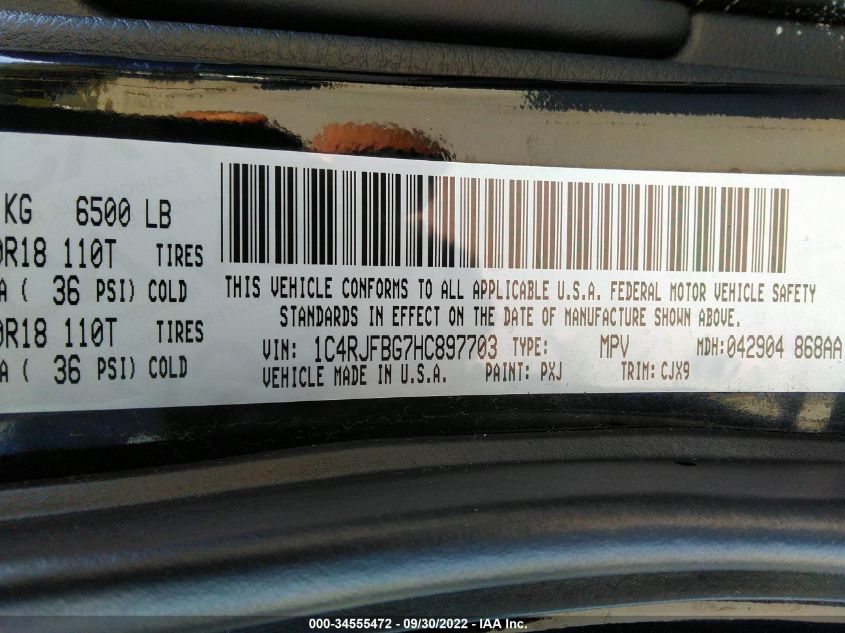 KG 6500 LB
0R18 110T TIRES
A ( 36 PSI) COLD
0R18 110T TIRES
A ( 36 PSI) COLD
THIS VEHICLE CONFORMS TO ALL APPLICABLE U.S.A. FEDERAL MOTOR VEHICLE SAFETY
STANDARDS IN EFFECT ON THE DATE OF MANUFACTURE SHOWN ABOVE.
VIN: 1C4RJFBG7HC897703 TYPE: MPV MDH: 042904 868AA
VEHICLE MADE IN U.S.A. PAINT: PXJ TRIM: CJX9
000-34555472 - 09/30/2022 - IAA Inc.